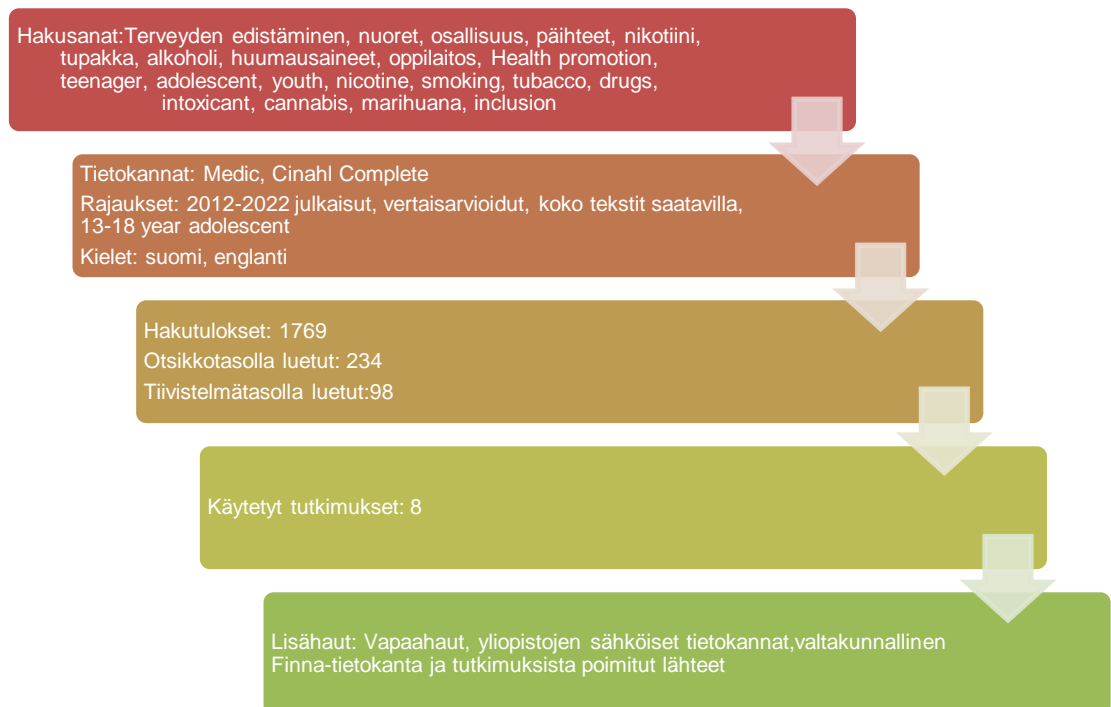 Hakusanat:Terveyden edistäminen, nuoret, osallisuus, päihteet, nikotiini,
tupakka, alkoholi, huumausaineet, oppilaitos, Health promotion,
teenager, adolescent, youth, nicotine, smoking, tubacco, drugs,
intoxicant, cannabis, marihuana, inclusion
Tietokannat: Medic, Cinahl Complete
Rajaukset: 2012-2022 julkaisut, vertaisarvioidut, koko tekstit saatavilla,
13-18 year adolescent
Kielet: suomi, englanti
Hakutulokset: 1769
Otsikkotasolla luetut: 234
Tiivistelmätasolla luetut:98
Käytetyt tutkimukset: 8
Lisähaut: Vapaahaut, yliopistojen sähköiset tietokannat,valtakunnallinen
Finna-tietokanta ja tutkimuksista poimitut lähteet